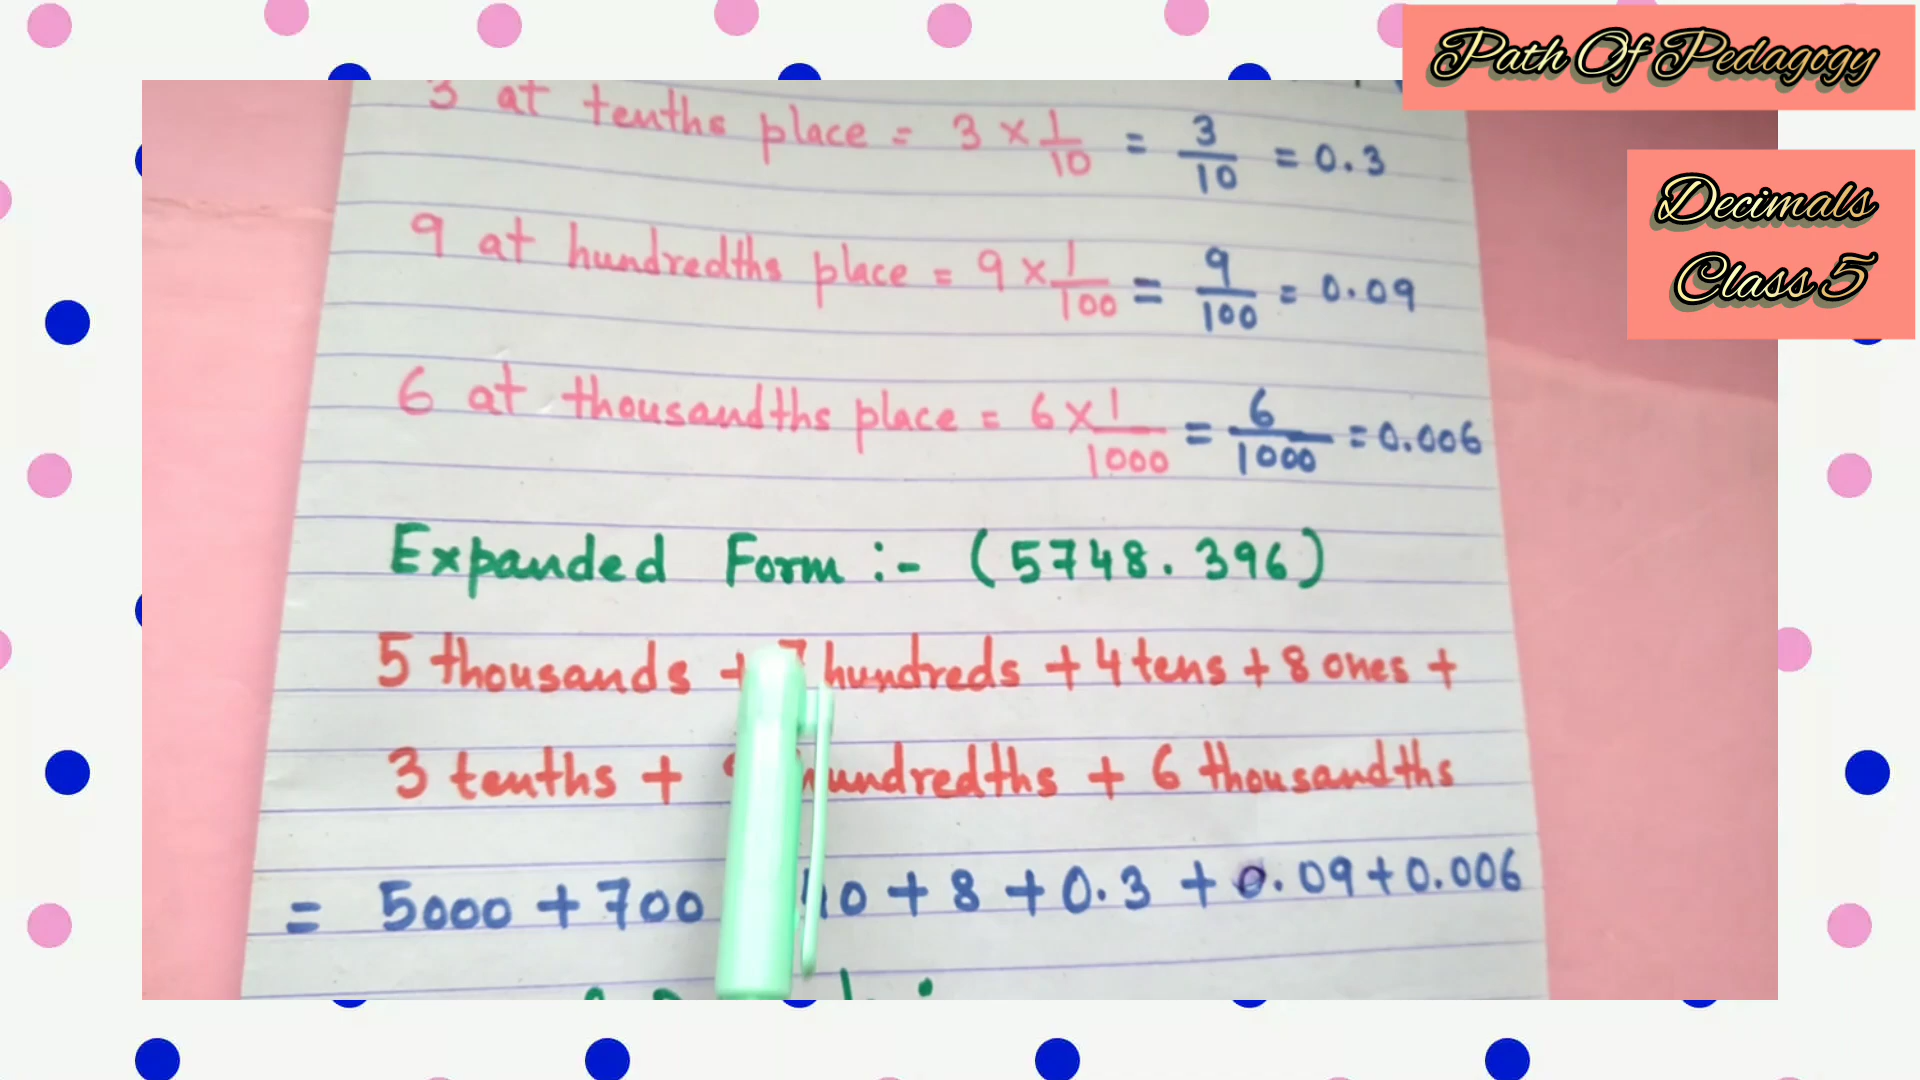 Path Of Pedagogy
Decimals
Class 5
3 at tenths place = 3 × 1/10 = 3/10 = 0.3
9 at hundredths place = 9 × 1/100 = 9/100 = 0.09
6 at thousandths place = 6 × 1/1000 = 6/1000 = 0.006
Expanded Form :- (5748.396)
5 thousands + 7 hundreds + 4 tens + 8 ones +
3 tenths + hundredths + 6 thousandths
= 5000 + 700 40 + 8 + 0.3 + 0.09 + 0.006